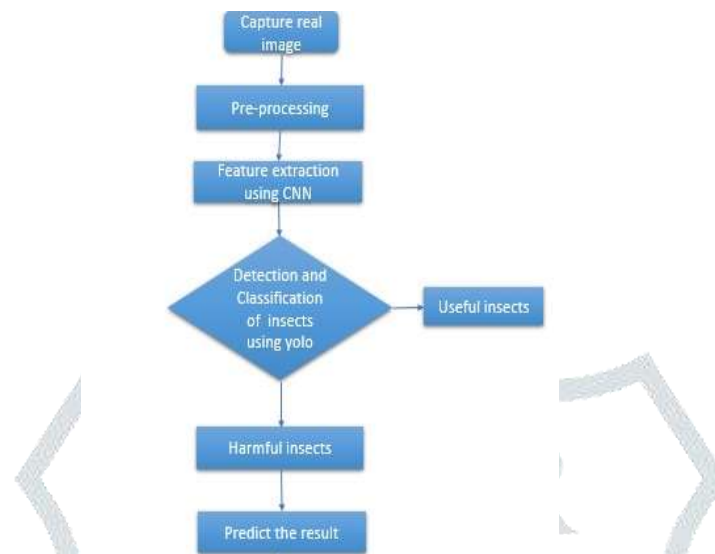 Capture real
image
Pre-processing
Feature extraction
using CNN
Detection and
Classification
of insects
using yolo
Useful insects
Harmful insects
Predict the result